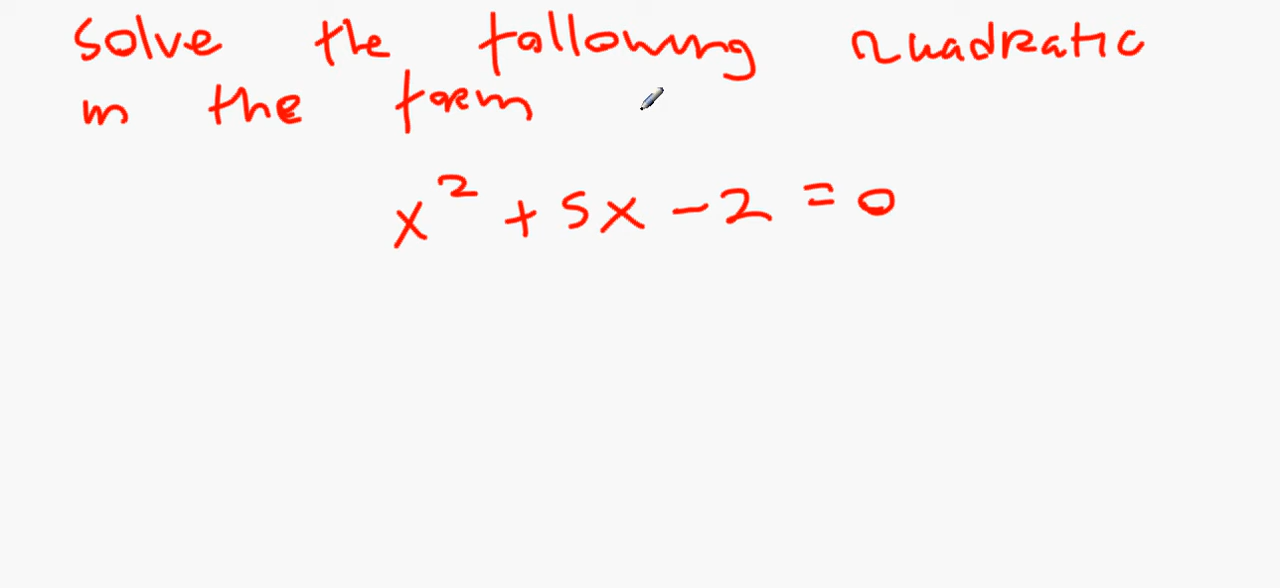 Solve the following quadratic
in the form
x² + 5x - 2 = 0